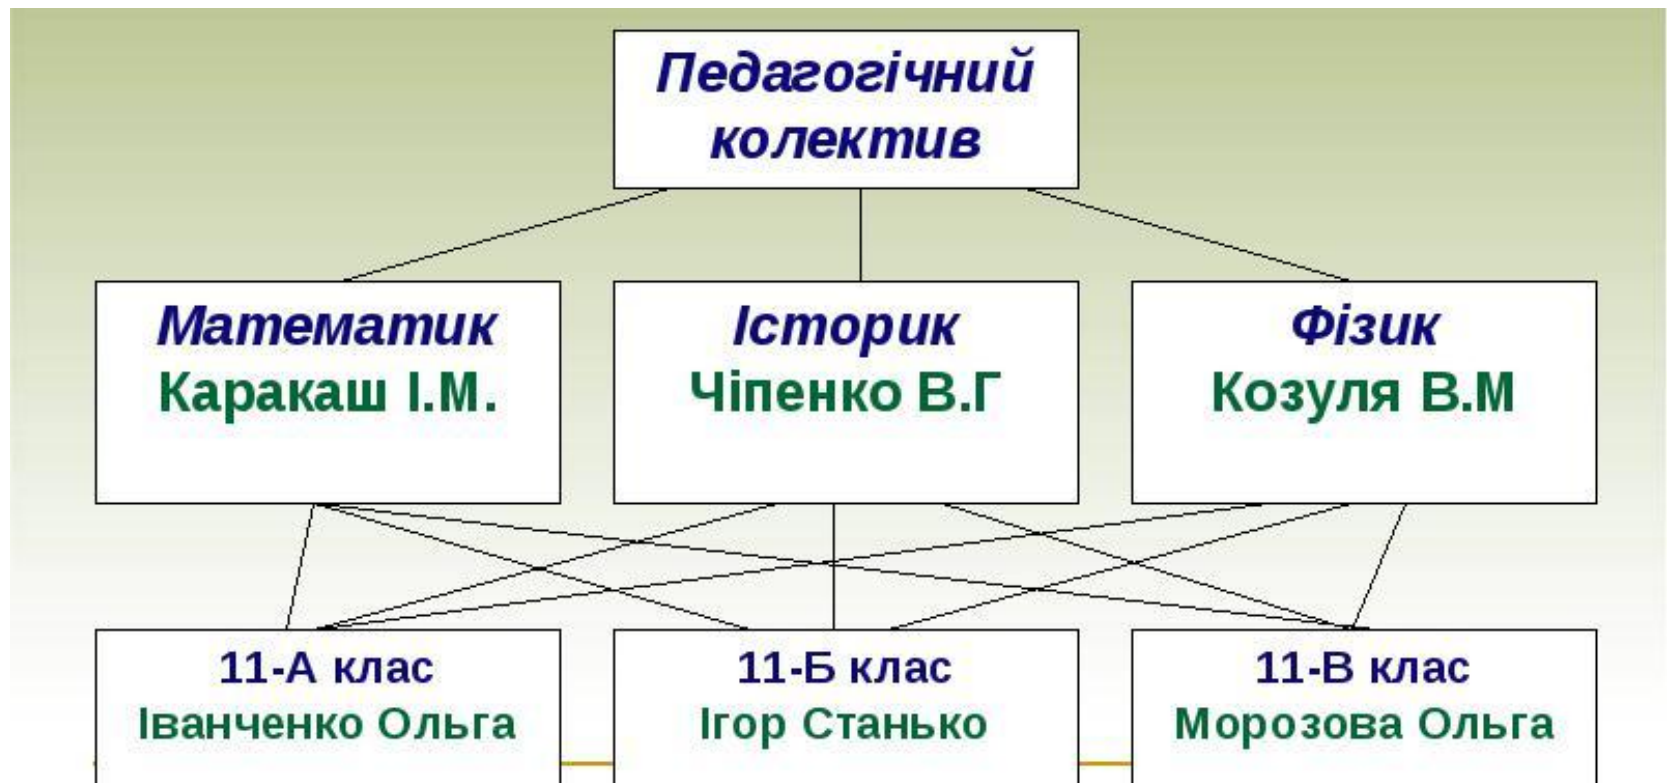 Педагогічний
колектив
Математик
Каракаш І.М.
Історик
Чіпенко В.Г
Фізик
Козуля В.М
11-А клас
Іванченко Ольга
11-Б клас
Ігор Станько
11-В клас
Морозова Ольга